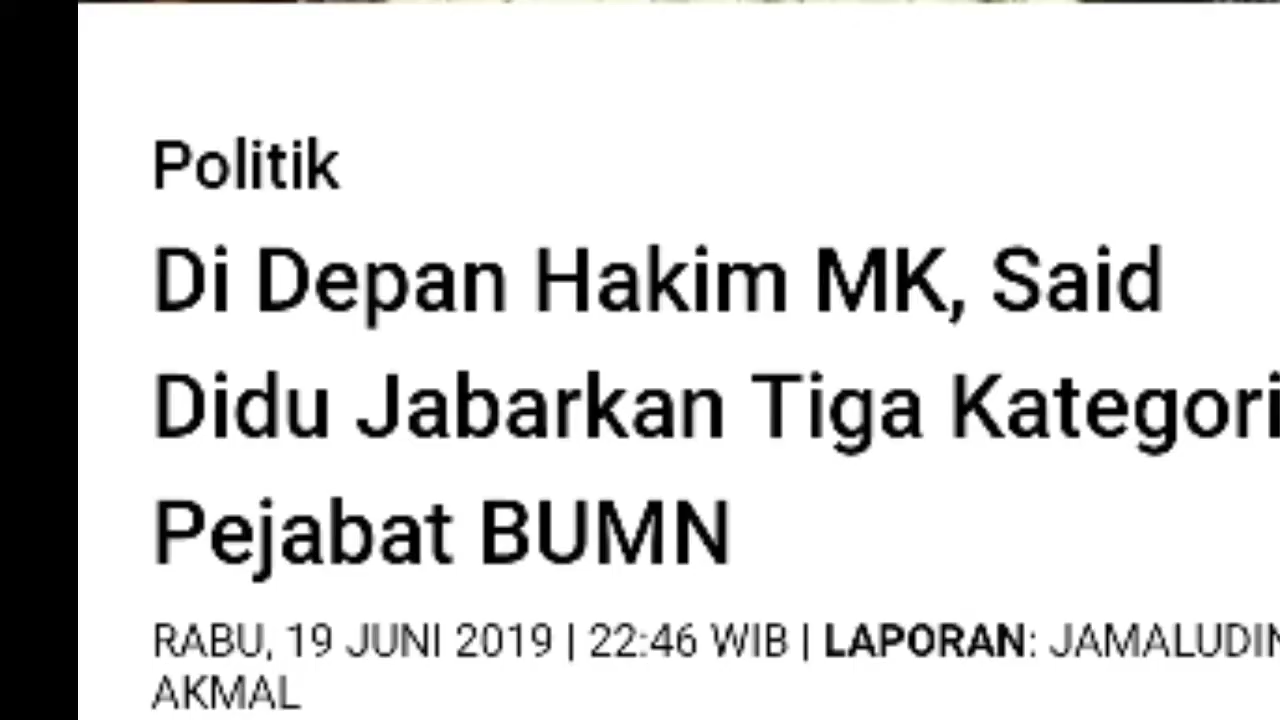 Politik
Di Depan Hakim MK, Said
Didu Jabarkan Tiga Kategori
Pejabat BUMN
RABU, 19 JUNI 2019 | 22:46 WIB | LAPORAN: JAMALUDIN
AKMAL